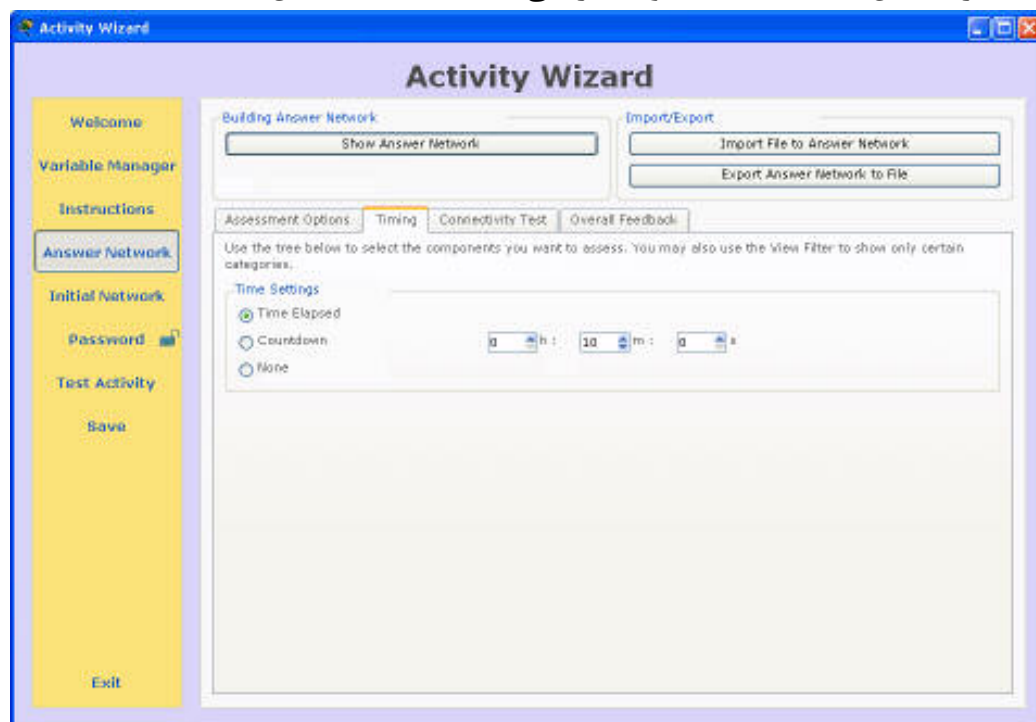 Activity Wizard
Activity Wizard
Welcome
Variable Manager
Instructions
Answer Network
Initial Network
Password
Test Activity
Save
Exit
Building Answer Network
Show Answer Network
Import/Export
Import File to Answer Network
Export Answer Network to File
Assessment Options Timing Connectivity Test Overall Feedback
Use the tree below to select the components you want to assess. You may also use the View Filter to show only certain
categories.
Time Settings
Time Elapsed
Countdown 0 h : 10 m : 0 s
None